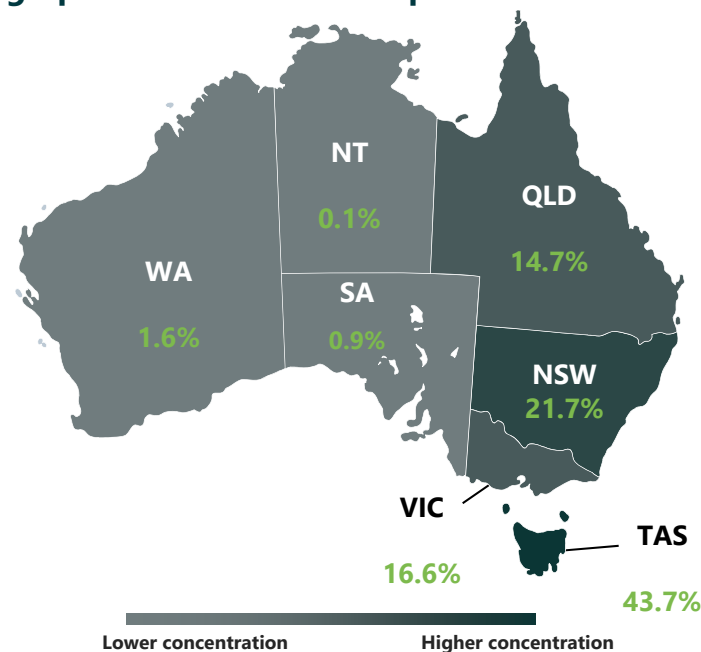 NT
0.1%
QLD
14.7%
WA
1.6%
SA
0.9%
NSW
21.7%
VIC
16.6%
TAS
43.7%
Lower concentration
Higher concentration